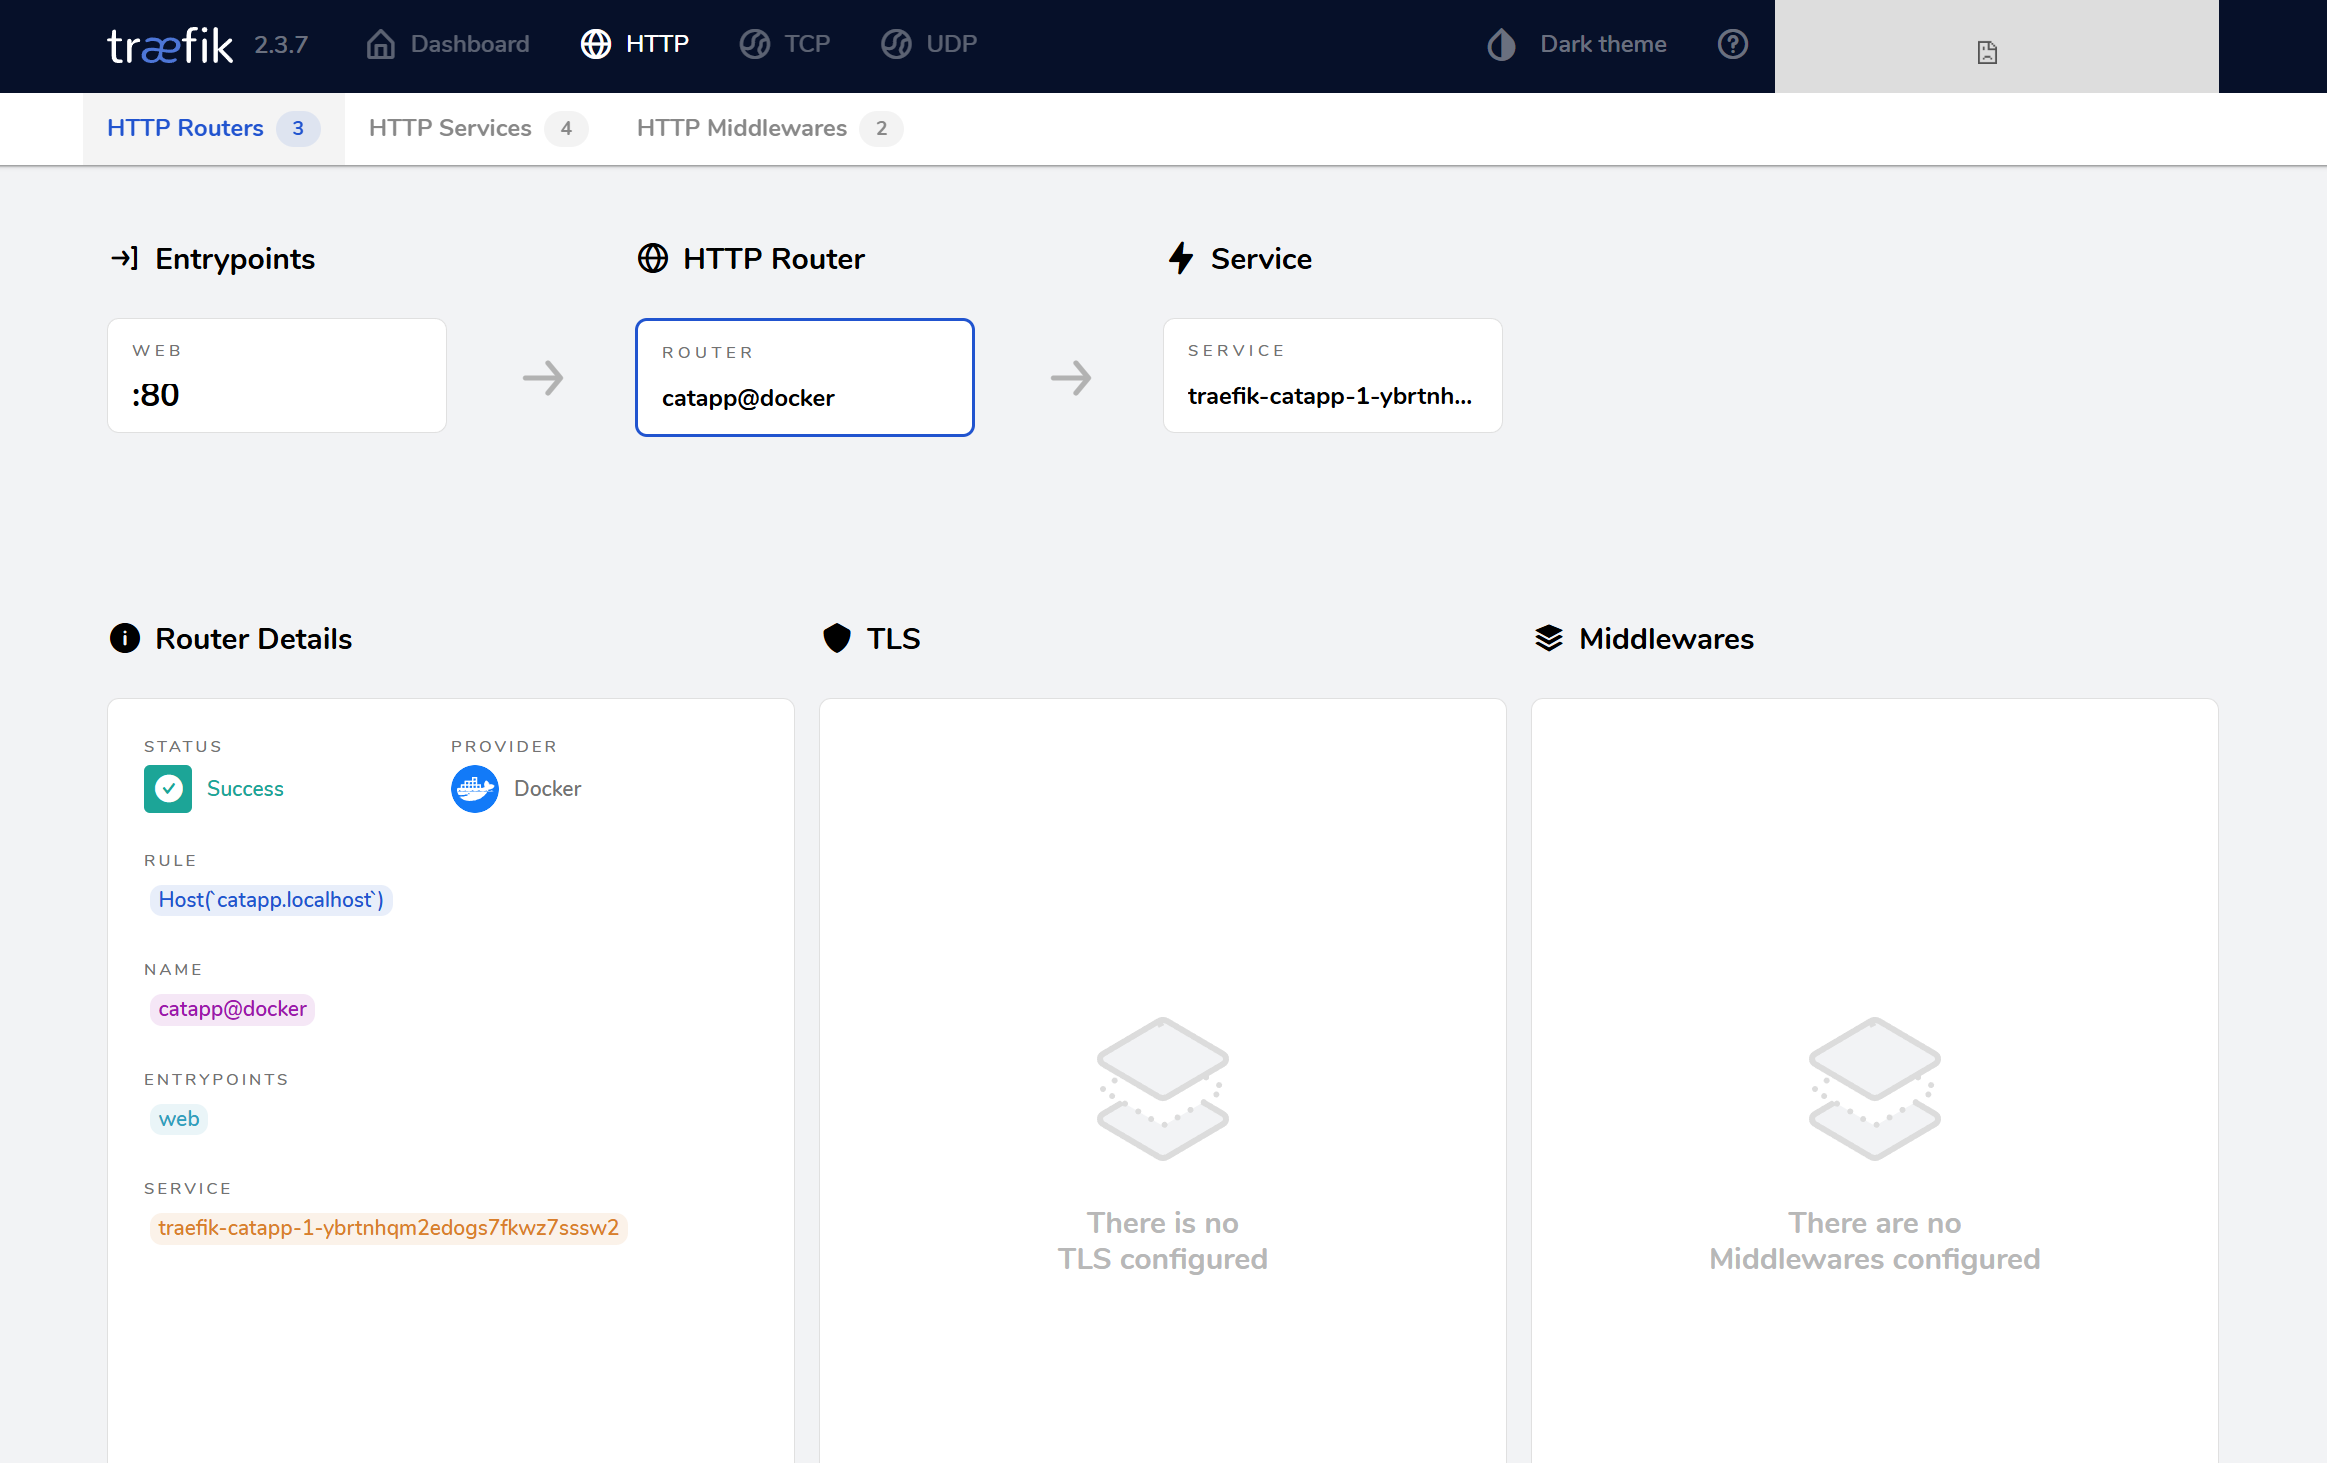 træfik 2.3.7 Dashboard HTTP TCP UDP Dark theme
HTTP Routers 3 HTTP Services 4 HTTP Middlewares 2
Entrypoints HTTP Router Service
WEB
:80
ROUTER
catapp@docker
SERVICE
traefik-catapp-1-ybrtnh...
Router Details
STATUS PROVIDER
Success Docker
RULE
Host(`catapp.localhost`)
NAME
catapp@docker
ENTRYPOINTS
web
SERVICE
traefik-catapp-1-ybrtnhqm2edogs7fkwz7sssw2
TLS
There is no
TLS configured
Middlewares
There are no
Middlewares configured